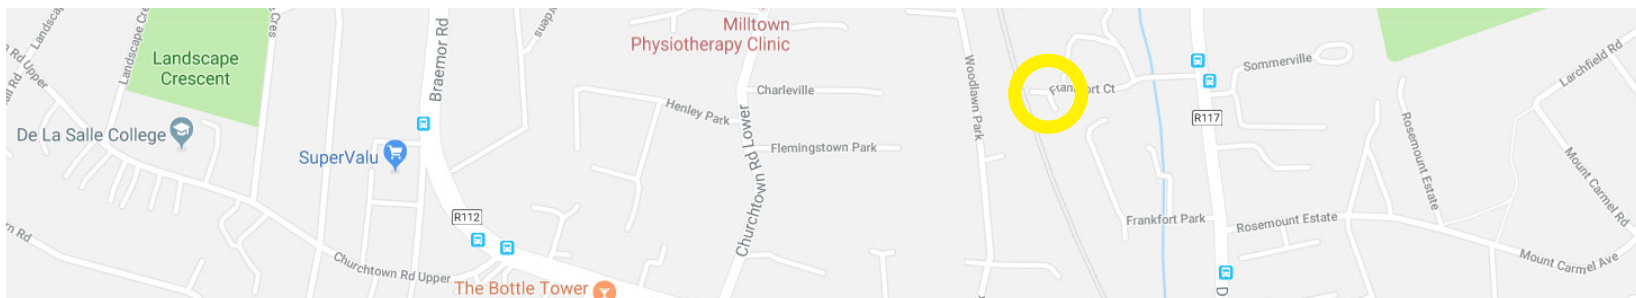 Landscape
Crescent
De La Salle College
SuperValu
Braemor Rd
R112
Churchtown Rd Upper
The Bottle Tower
Milltown
Physiotherapy Clinic
Charleville
Henley Park
Churchtown Rd Lower
Flemingstown Park
Woodlawn Park
Frankfort Ct
R117
Sommerville
Larchfield Rd
Rosemount Estate
Mount Carmel Rd
Frankfort Park
Rosemount Estate
Mount Carmel Ave